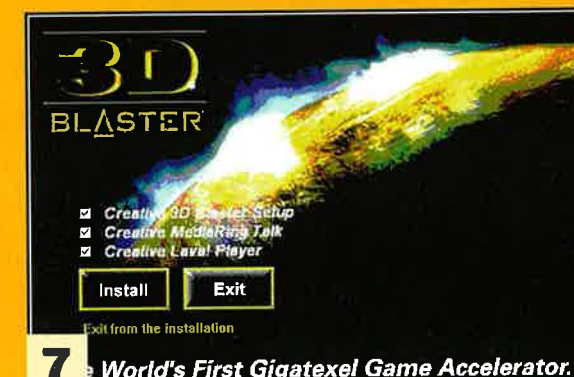 3D
BLASTER
Creative 3D Blaster Setup
Creative MediaRing Talk
Creative Lava! Player
Install Exit
Exit from the installation
7 e World's First Gigatexel Game Accelerator.